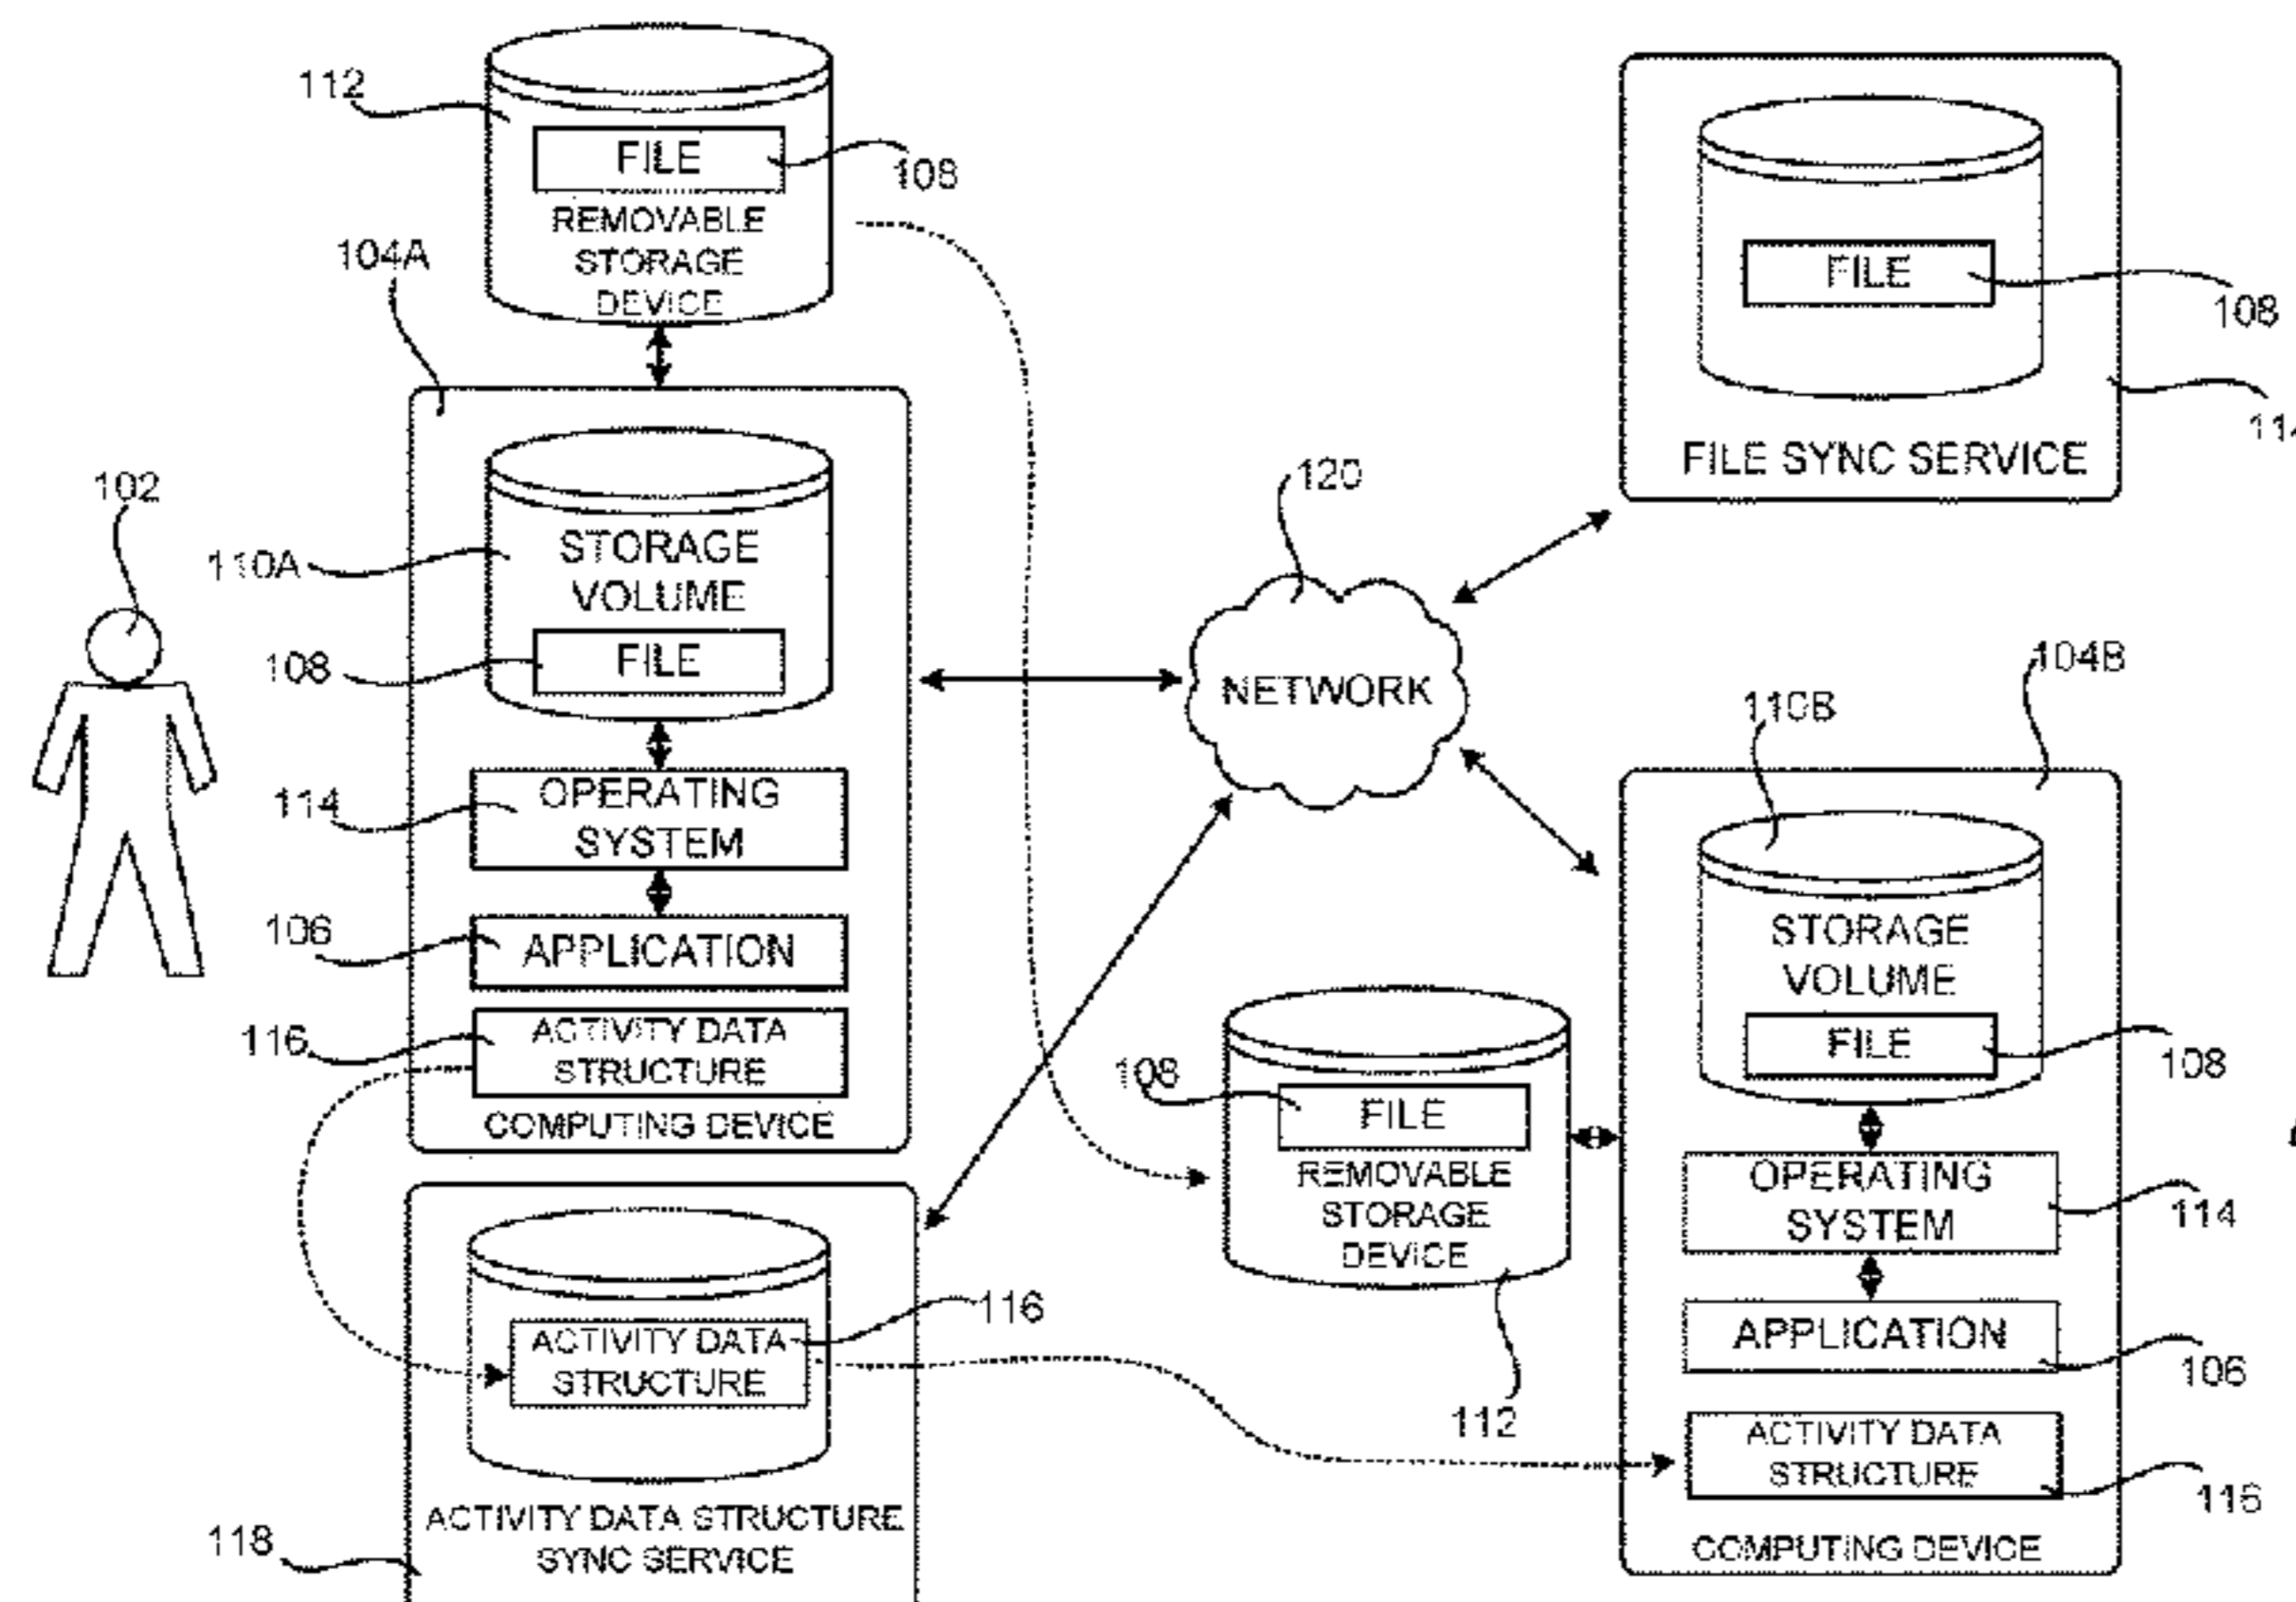 112
FILE
108
REMOVABLE
STORAGE
DEVICE
104A
102
110A
STORAGE
VOLUME
108
FILE
114
OPERATING
SYSTEM
106
APPLICATION
116
ACTIVITY DATA
STRUCTURE
COMPUTING DEVICE
116
ACTIVITY DATA
STRUCTURE
118
ACTIVITY DATA STRUCTURE
SYNC SERVICE
120
NETWORK
FILE
108
FILE SYNC SERVICE
104B
110B
STORAGE
VOLUME
FILE
108
108
FILE
REMOVABLE
STORAGE
DEVICE
112
OPERATING
SYSTEM
114
APPLICATION
106
ACTIVITY DATA
STRUCTURE
116
COMPUTING DEVICE